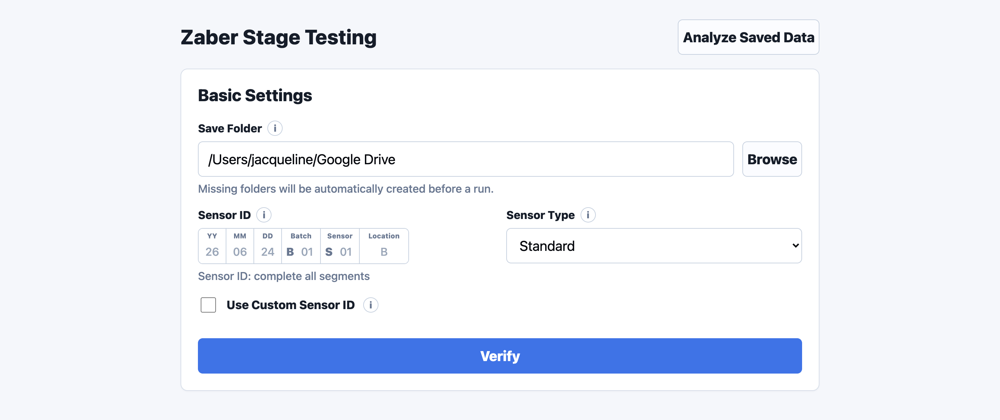 Zaber Stage Testing
Analyze Saved Data
Basic Settings
Save Folder i
/Users/jacqueline/Google Drive
Browse
Missing folders will be automatically created before a run.
Sensor ID i
YY MM DD Batch Sensor Location
26 06 24 B 01 S 01 B
Sensor ID: complete all segments
Sensor Type i
Standard
Use Custom Sensor ID i
Verify